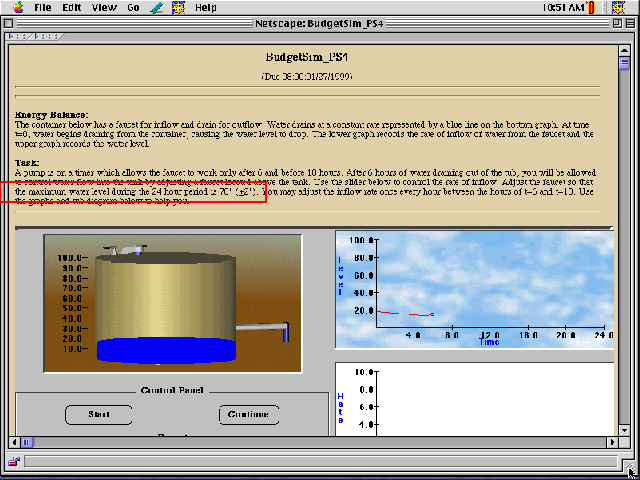 File Edit View Go Help 10:51 AM
Netscape: BudgetSim_PS4
BudgetSim_PS4
(Due 08:00:01/27/1999)
Energy Balance:
The container below has a faucet for inflow and drain for outflow. Water drains at a constant rate represented by a blue line on the bottom graph. At time
t=0, water begins draining from the container, causing the water level to drop. The lower graph records the rate of inflow of water from the faucet and the
upper graph records the water level.
Task:
A pump is on a timer which allows the faucet to work only after 6 and before 10 hours. After 6 hours of water draining out of the tub, you will be allowed
to control water flow into the tank by adjusting a faucet located above the tank. Use the slider below to control the rate of inflow. Adjust the faucet so that
the maximum water level during the 24 hour period is 70" (±2"). You may adjust the inflow rate once every hour between the hours of t=6 and t=10. Use
the graphs and tub diagram below to help you.
100.0
90.0
80.0
70.0
60.0
50.0
40.0
30.0
20.0
10.0
Level
100.0
80.0
60.0
40.0
20.0
4.0 8.0 12.0 16.0 20.0 24.0
Time
Control Panel
Start Continue
Rate
10.0
8.0
6.0
4.0